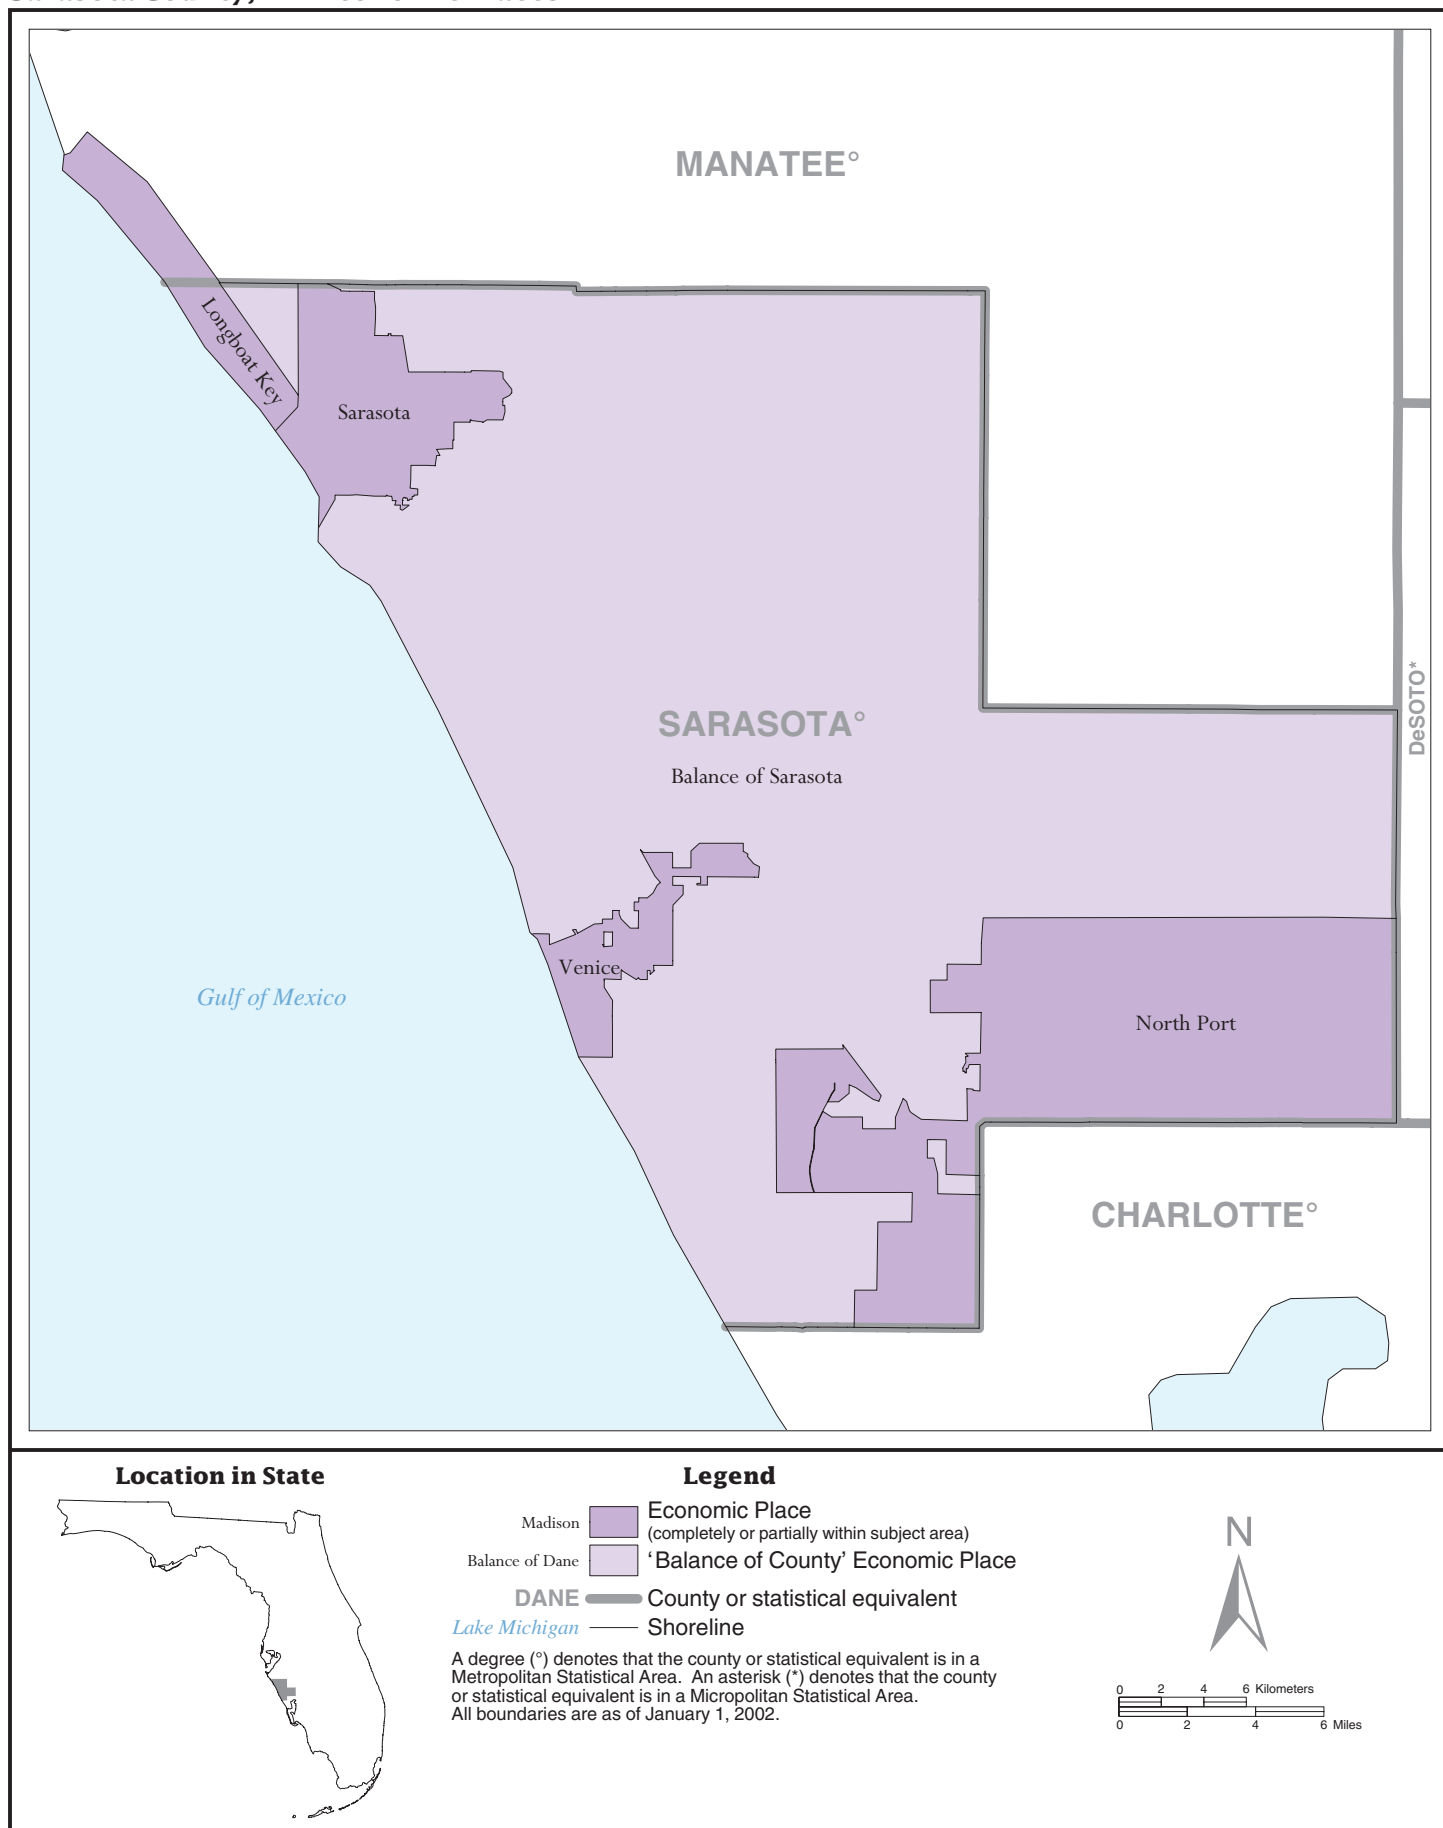 MANATEE°
Longboat Key
Sarasota
DeSOTO*
SARASOTA°
Balance of Sarasota
Venice
Gulf of Mexico
North Port
CHARLOTTE°
Location in State
Legend
Madison
Economic Place
(completely or partially within subject area)
Balance of Dane
‘Balance of County’ Economic Place
DANE
County or statistical equivalent
Lake Michigan
Shoreline
A degree (°) denotes that the county or statistical equivalent is in a
Metropolitan Statistical Area. An asterisk (*) denotes that the county
or statistical equivalent is in a Micropolitan Statistical Area.
All boundaries are as of January 1, 2002.
N
0 2 4 6 Kilometers
0 2 4 6 Miles